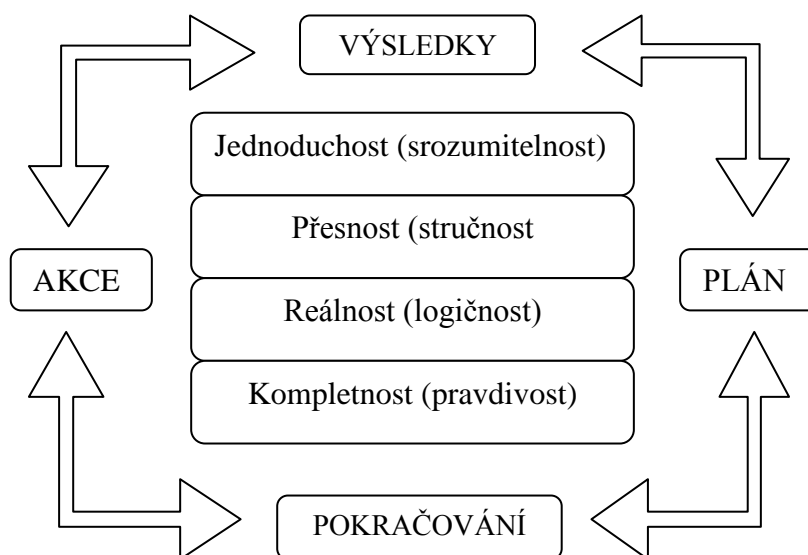 VÝSLEDKY
Jednoduchost (srozumitelnost)
Přesnost (stručnost
AKCE
PLÁN
Reálnost (logičnost)
Kompletnost (pravdivost)
POKRAČOVÁNÍ